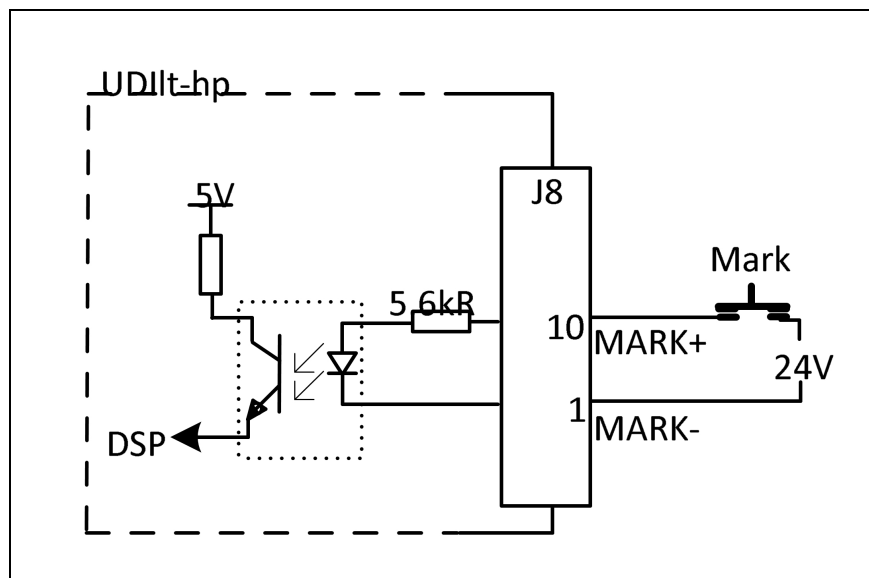 UDIlt-hp
5V
J8
5 6kR
Mark
10
MARK+
24V
1
MARK-
DSP